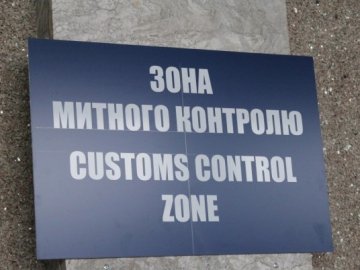 ЗОНА
МИТНОГО КОНТРОЛЮ
CUSTOMS CONTROL
ZONE